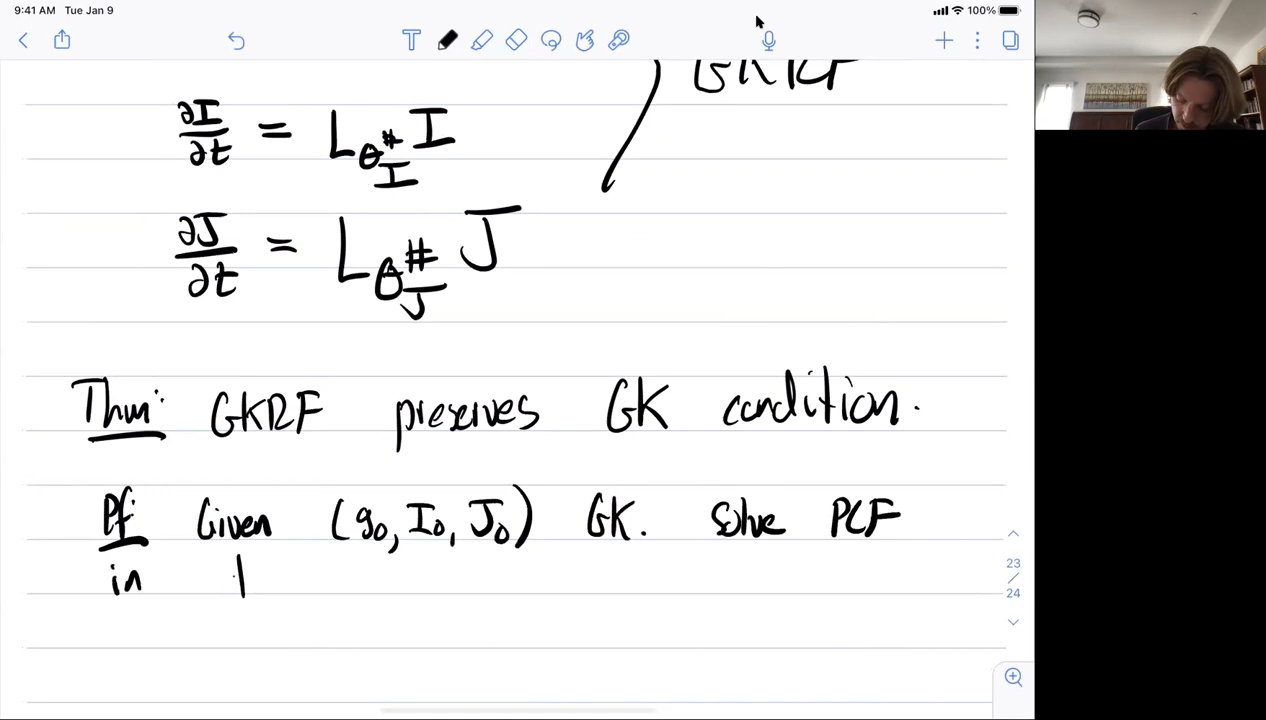 9:41 AM Tue Jan 9
100%
GKRF
∂I/∂t = L_{θ_I^#} I
∂J/∂t = L_{θ_J^#} J
Thm: GKRF preserves GK condition.
Pf: Given (g₀, I₀, J₀) GK. Solve PCF
in
23
/
24